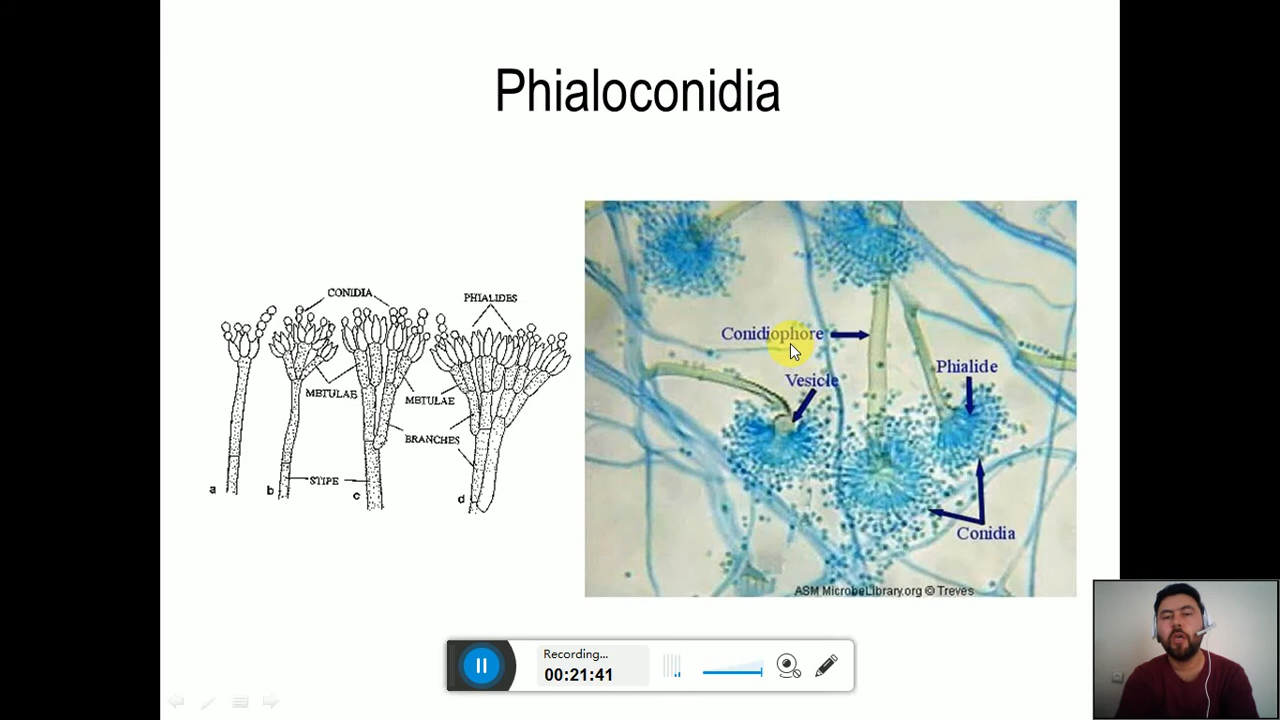 Phialoconidia
CONIDIA
PHIALIDES
METULAE
METULAE
BRANCHES
STIPE
a
b
c
d
Conidiophore
Vesicle
Phialide
Conidia
ASM MicrobeLibrary.org © Treves
Recording...
00:21:41